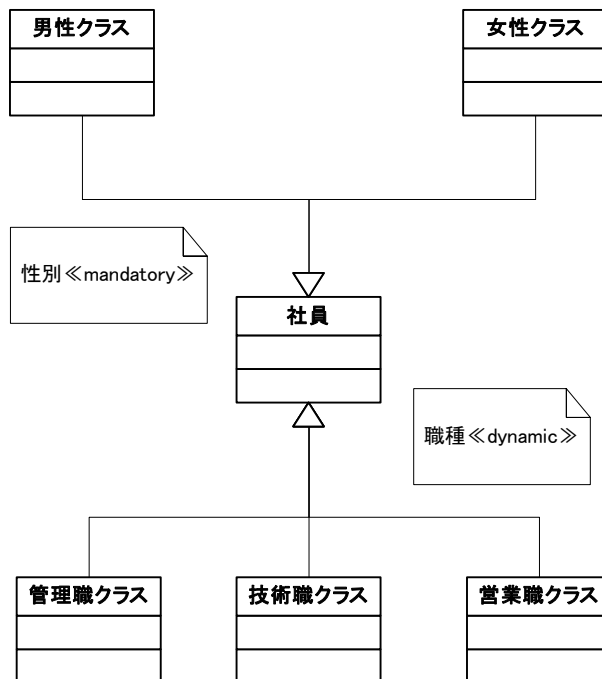 男性クラス
女性クラス
性別≪mandatory≫
社員
職種≪dynamic≫
管理職クラス
技術職クラス
営業職クラス